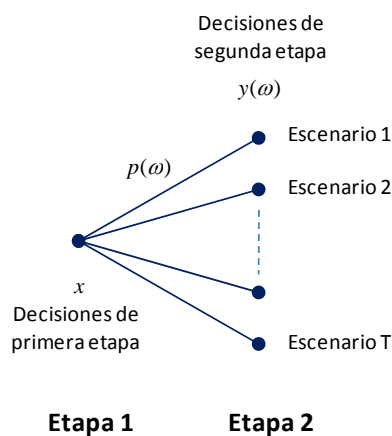 Decisiones de
segunda etapa
y(ω)
Escenario 1
p(ω)
Escenario 2
x
Decisiones de
primera etapa
Escenario T
Etapa 1
Etapa 2